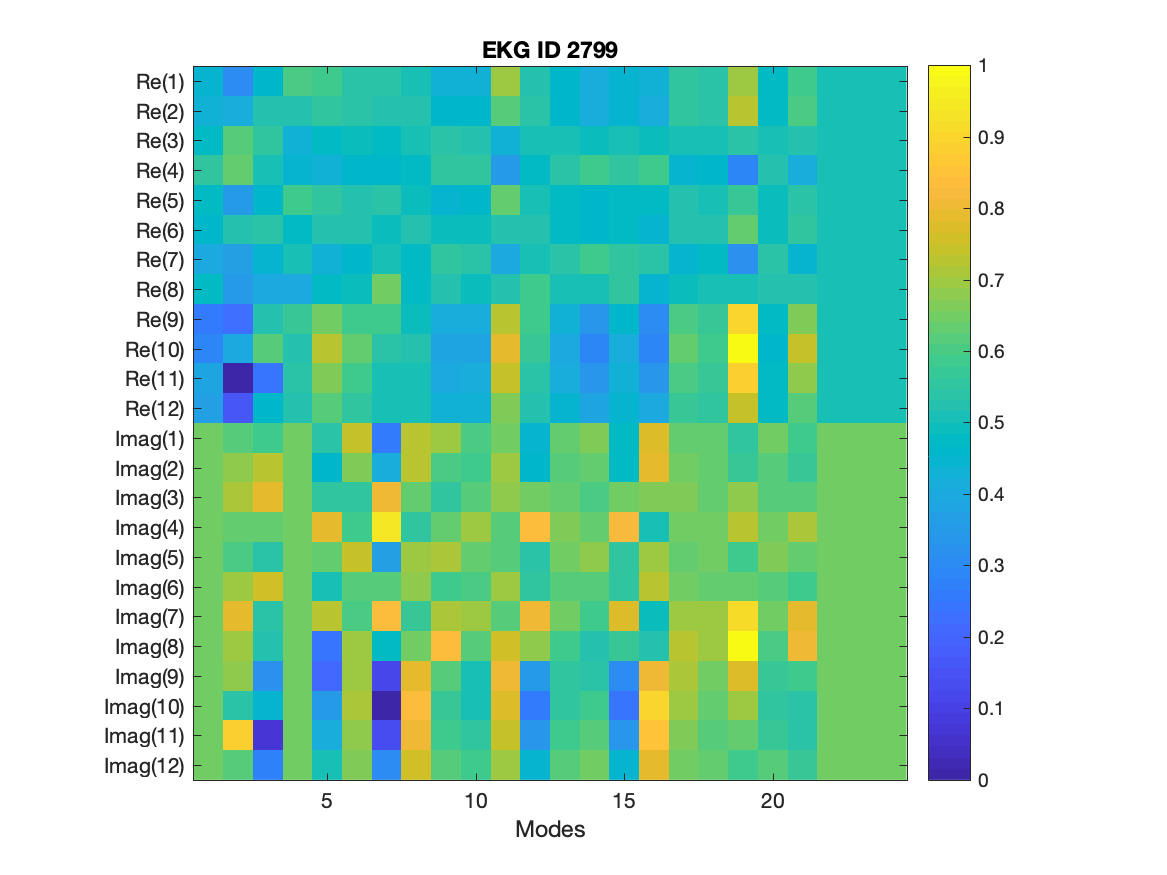 EKG ID 2799
Re(1)
Re(2)
Re(3)
Re(4)
Re(5)
Re(6)
Re(7)
Re(8)
Re(9)
Re(10)
Re(11)
Re(12)
Imag(1)
Imag(2)
Imag(3)
Imag(4)
Imag(5)
Imag(6)
Imag(7)
Imag(8)
Imag(9)
Imag(10)
Imag(11)
Imag(12)
5 10 15 20
Modes
1
0.9
0.8
0.7
0.6
0.5
0.4
0.3
0.2
0.1
0